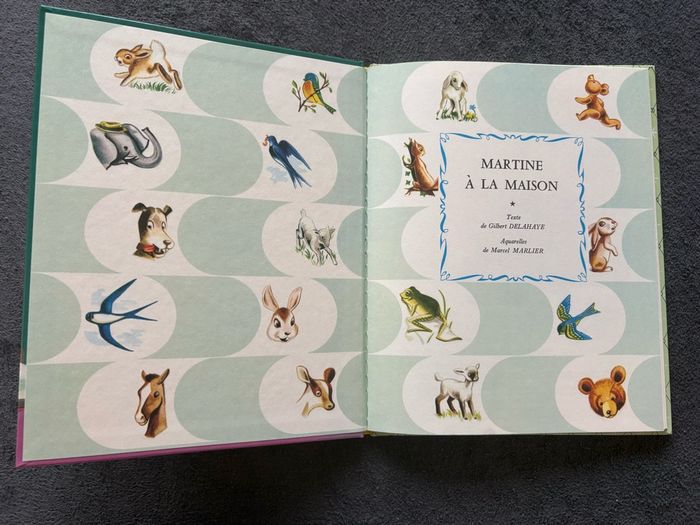 MARTINE
À LA MAISON
Texte
de Gilbert DELAHAYE
Aquarelles
de Marcel MARLIER